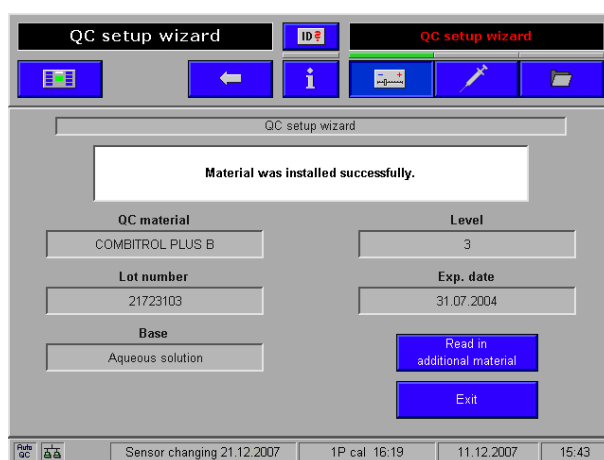 QC setup wizard
ID?
QC setup wizard
i
- +
QC setup wizard
Material was installed successfully.
QC material
Level
COMBITROL PLUS B
3
Lot number
Exp. date
21723103
31.07.2004
Base
Aqueous solution
Read in
additional material
Exit
Auto
QC
Sensor changing 21.12.2007
1P cal 16:19
11.12.2007
15:43